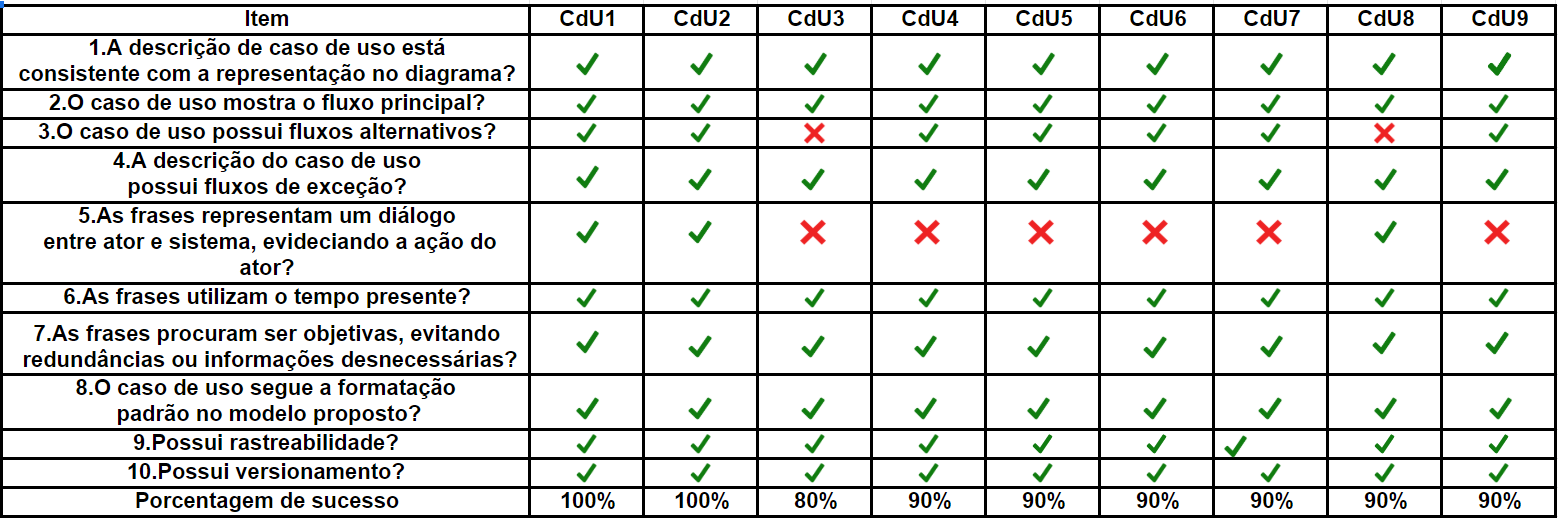 Item CdU1 CdU2 CdU3 CdU4 CdU5 CdU6 CdU7 CdU8 CdU9
1.A descrição de caso de uso está
consistente com a representação no diagrama?
2.O caso de uso mostra o fluxo principal?
3.O caso de uso possui fluxos alternativos?
4.A descrição do caso de uso
possui fluxos de exceção?
5.As frases representam um diálogo
entre ator e sistema, evideciando a ação do
ator?
6.As frases utilizam o tempo presente?
7.As frases procuram ser objetivas, evitando
redundâncias ou informações desnecessárias?
8.O caso de uso segue a formatação
padrão no modelo proposto?
9.Possui rastreabilidade?
10.Possui versionamento?
Porcentagem de sucesso 100% 100% 80% 90% 90% 90% 90% 90% 90%